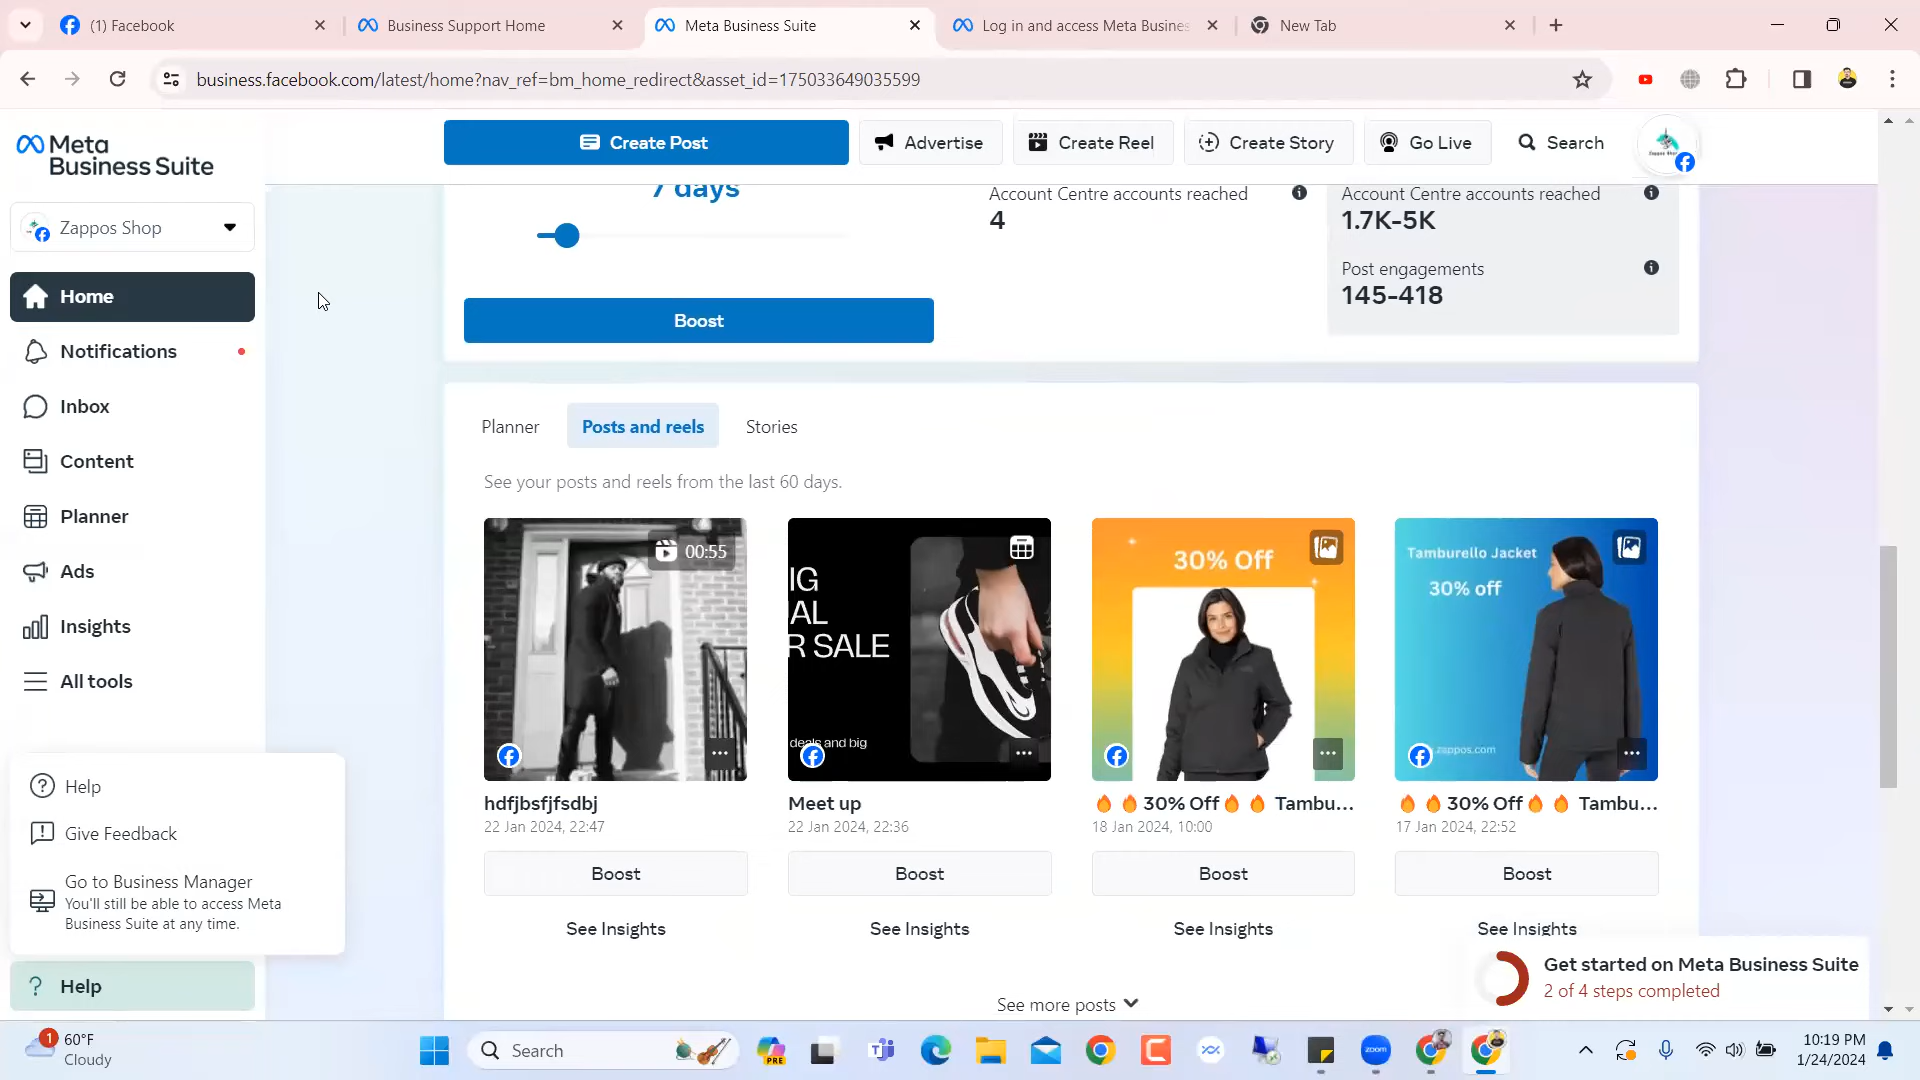 (1) Facebook
Business Support Home
Meta Business Suite
Log in and access Meta Busines
New Tab
business.facebook.com/latest/home?nav_ref=bm_home_redirect&asset_id=175033649035599
Meta
Business Suite
Create Post
Advertise
Create Reel
Create Story
Go Live
Search
Zappos Shop
Home
Notifications
Inbox
Content
Planner
Ads
Insights
All tools
Help
Give Feedback
Go to Business Manager
You'll still be able to access Meta
Business Suite at any time.
Help
7 days
Boost
Account Centre accounts reached
4
Account Centre accounts reached
1.7K-5K
Post engagements
145-418
Planner
Posts and reels
Stories
See your posts and reels from the last 60 days.
00:55
IG
AL
R SALE
deals and big
30% Off
Tamburello Jacket
30% off
.zappos.com
hdfjbsfjfsdbj
22 Jan 2024, 22:47
Boost
See Insights
Meet up
22 Jan 2024, 22:36
Boost
See Insights
🔥🔥30% Off🔥🔥 Tambu...
18 Jan 2024, 10:00
Boost
See Insights
🔥🔥30% Off🔥🔥 Tambu...
17 Jan 2024, 22:52
Boost
See Insights
See more posts
Get started on Meta Business Suite
2 of 4 steps completed
1
60°F
Cloudy
Search
PRE
zoom
10:19 PM
1/24/2024